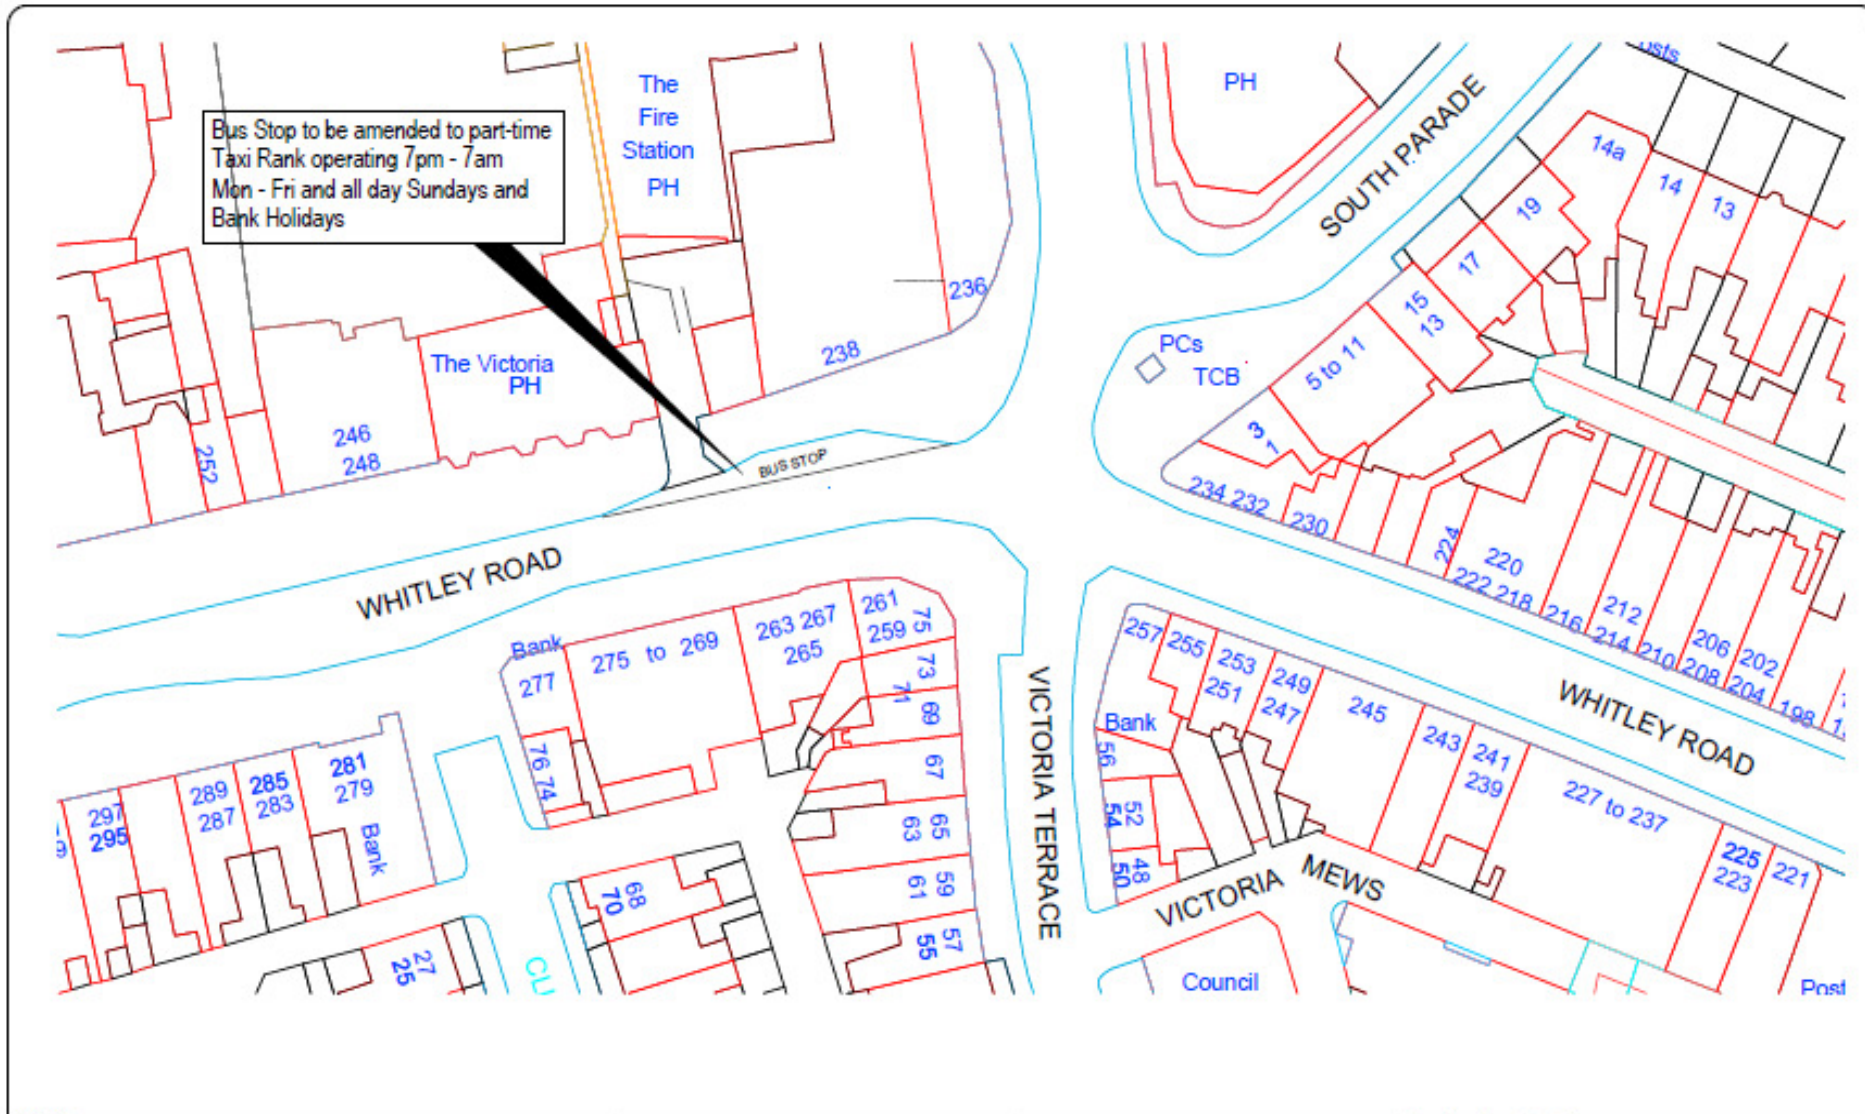 Bus Stop to be amended to part-time
Taxi Rank operating 7pm - 7am
Mon - Fri and all day Sundays and
Bank Holidays
The
Fire
Station
PH
PH
SOUTH PARADE
14a
14
13
19
17
15
13
5 to 11
3
1
PCs
TCB
236
238
The Victoria
PH
246
248
252
BUS STOP
WHITLEY ROAD
234 232
230
224
220
222 218
216
212
214
210
206
208
202
204
198
WHITLEY ROAD
Bank
277
275 to 269
263 267
265
261
259
75
73
71
69
67
65
63
59
61
57
55
76 74
VICTORIA TERRACE
257
255
253
251
249
247
245
243
241
239
227 to 237
225
223
221
Bank
56
52
54
48
50
VICTORIA MEWS
Council
Post
297
295
289
287
285
283
281
279
Bank
27
25
68
70